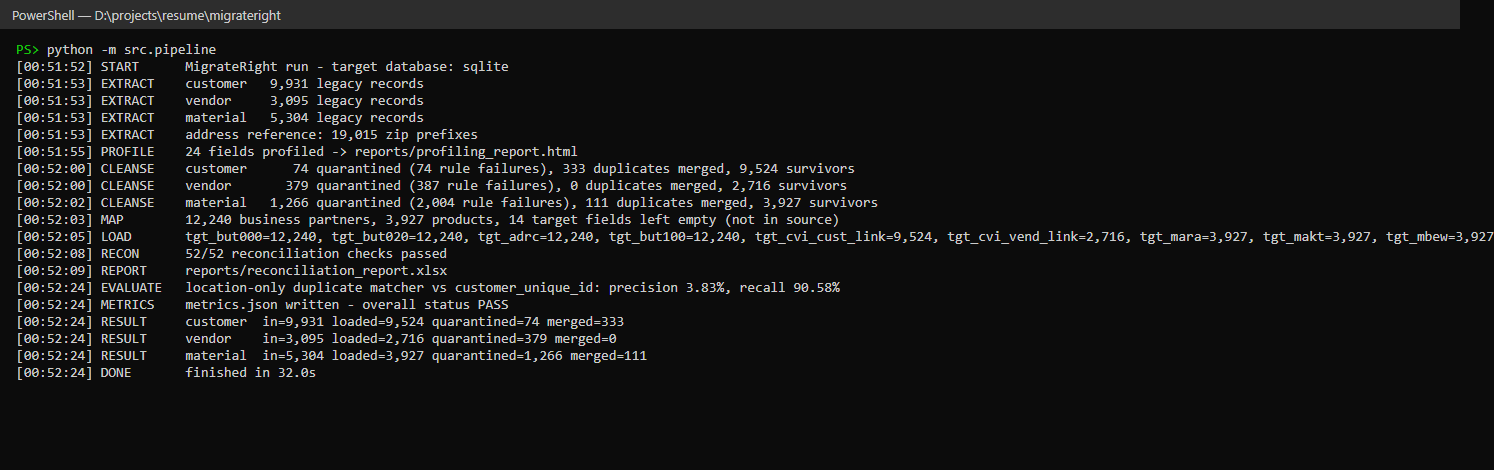 PowerShell — D:\projects\resume\migrateright
PS> python -m src.pipeline
[00:51:52] START      MigrateRight run - target database: sqlite
[00:51:53] EXTRACT    customer   9,931 legacy records
[00:51:53] EXTRACT    vendor     3,095 legacy records
[00:51:53] EXTRACT    material   5,304 legacy records
[00:51:53] EXTRACT    address reference: 19,015 zip prefixes
[00:51:55] PROFILE    24 fields profiled -> reports/profiling_report.html
[00:52:00] CLEANSE    customer      74 quarantined (74 rule failures), 333 duplicates merged, 9,524 survivors
[00:52:00] CLEANSE    vendor       379 quarantined (387 rule failures), 0 duplicates merged, 2,716 survivors
[00:52:02] CLEANSE    material   1,266 quarantined (2,004 rule failures), 111 duplicates merged, 3,927 survivors
[00:52:03] MAP        12,240 business partners, 3,927 products, 14 target fields left empty (not in source)
[00:52:05] LOAD       tgt_but000=12,240, tgt_but020=12,240, tgt_adrc=12,240, tgt_but100=12,240, tgt_cvi_cust_link=9,524, tgt_cvi_vend_link=2,716, tgt_mara=3,927, tgt_makt=3,927, tgt_mbew=3,927
[00:52:08] RECON      52/52 reconciliation checks passed
[00:52:09] REPORT     reports/reconciliation_report.xlsx
[00:52:24] EVALUATE   location-only duplicate matcher vs customer_unique_id: precision 3.83%, recall 90.58%
[00:52:24] METRICS    metrics.json written - overall status PASS
[00:52:24] RESULT     customer  in=9,931 loaded=9,524 quarantined=74 merged=333
[00:52:24] RESULT     vendor    in=3,095 loaded=2,716 quarantined=379 merged=0
[00:52:24] RESULT     material  in=5,304 loaded=3,927 quarantined=1,266 merged=111
[00:52:24] DONE       finished in 32.0s